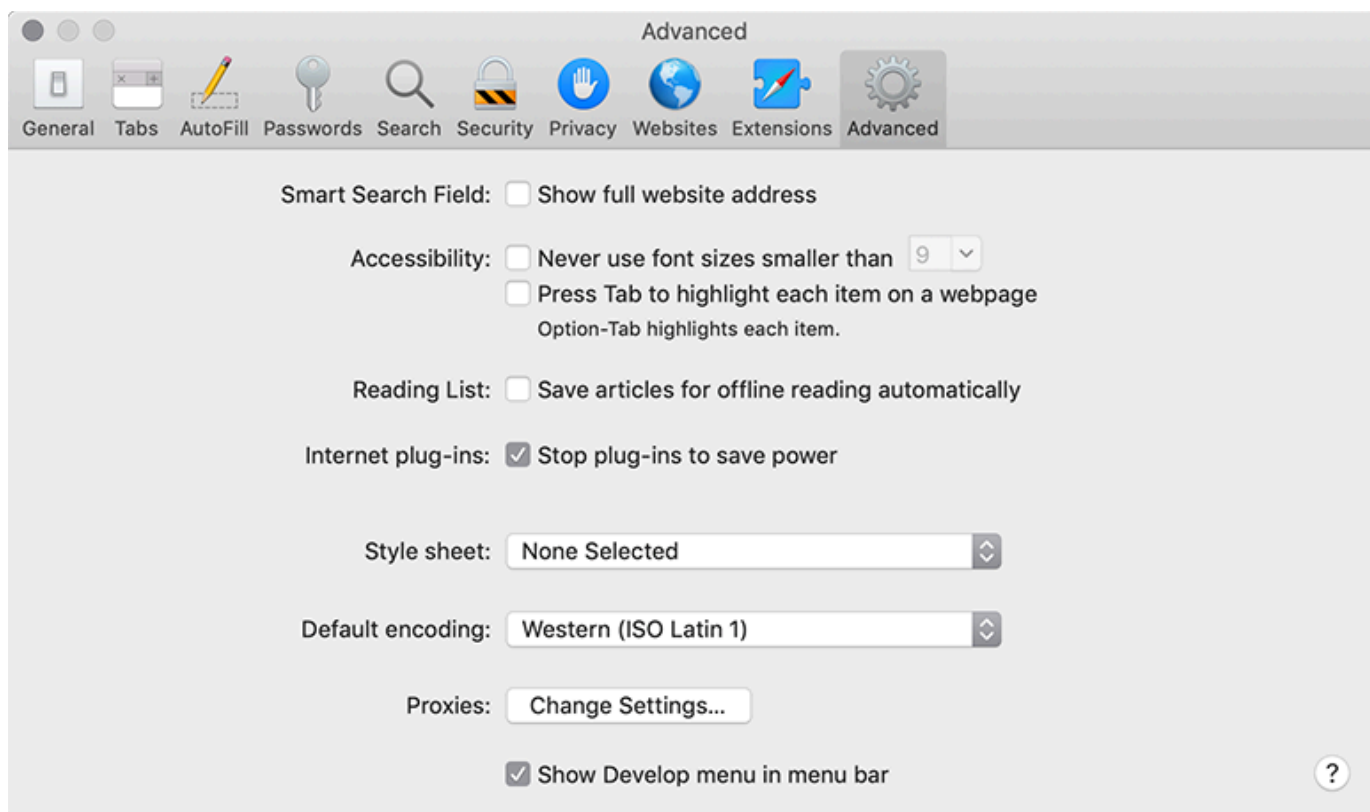 Advanced
General Tabs AutoFill Passwords Search Security Privacy Websites Extensions Advanced
Smart Search Field: Show full website address
Accessibility: Never use font sizes smaller than 9
Press Tab to highlight each item on a webpage
Option-Tab highlights each item.
Reading List: Save articles for offline reading automatically
Internet plug-ins: Stop plug-ins to save power
Style sheet: None Selected
Default encoding: Western (ISO Latin 1)
Proxies: Change Settings...
Show Develop menu in menu bar ?